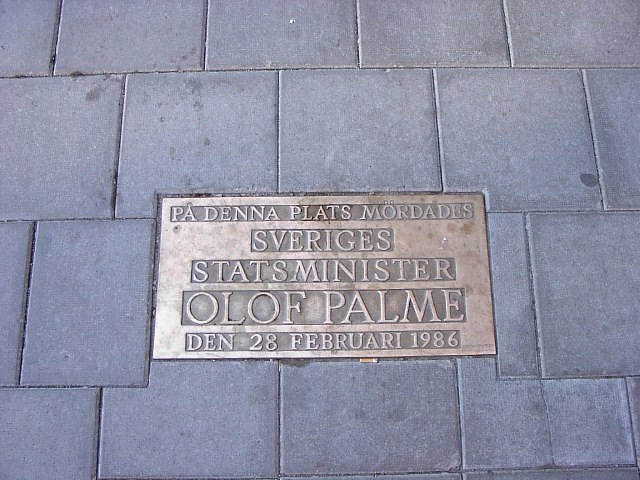 PÅ DENNA PLATS MÖRDADES
SVERIGES
STATSMINISTER
OLOF PALME
DEN 28 FEBRUARI 1986